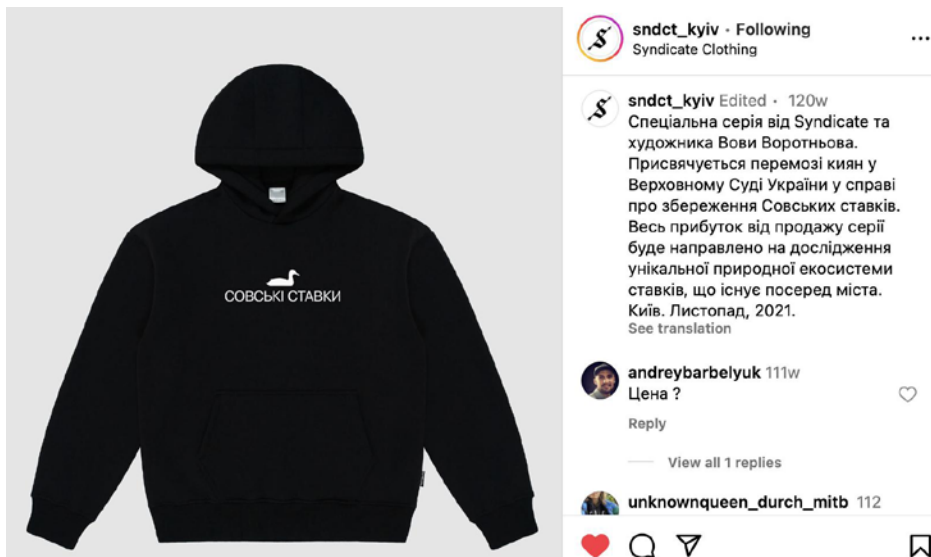 СОВСЬКІ СТАВКИ
sndct_kyiv · Following
Syndicate Clothing
sndct_kyiv Edited · 120w
Спеціальна серія від Syndicate та
художника Вови Воротньова.
Присвячується перемозі киян у
Верховному Суді України у справі
про збереження Совських ставків.
Весь прибуток від продажу серії
буде направлено на дослідження
унікальної природної екосистеми
ставків, що існує посеред міста.
Київ. Листопад, 2021.
See translation
andreybarbelyuk 111w
Цена ?
Reply
View all 1 replies
unknownqueen_durch_mitb 112